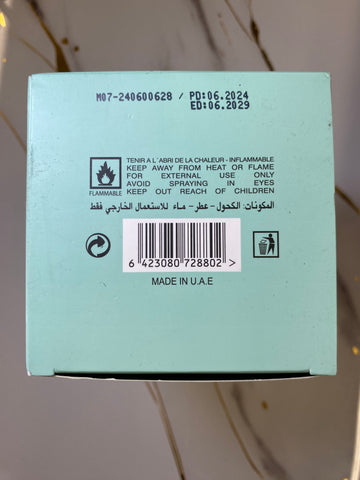 M07-240600628 / PD:06.2024
ED:06.2029
TENIR A L'ABRI DE LA CHALEUR - INFLAMMABLE
KEEP AWAY FROM HEAT OR FLAME
FOR EXTERNAL USE ONLY
AVOID SPRAYING IN EYES
KEEP OUT REACH OF CHILDREN
FLAMMABLE
المكونات: الكحول - عطر - ماء للاستعمال الخارجي فقط
6 423080 728802 >
MADE IN U.A.E